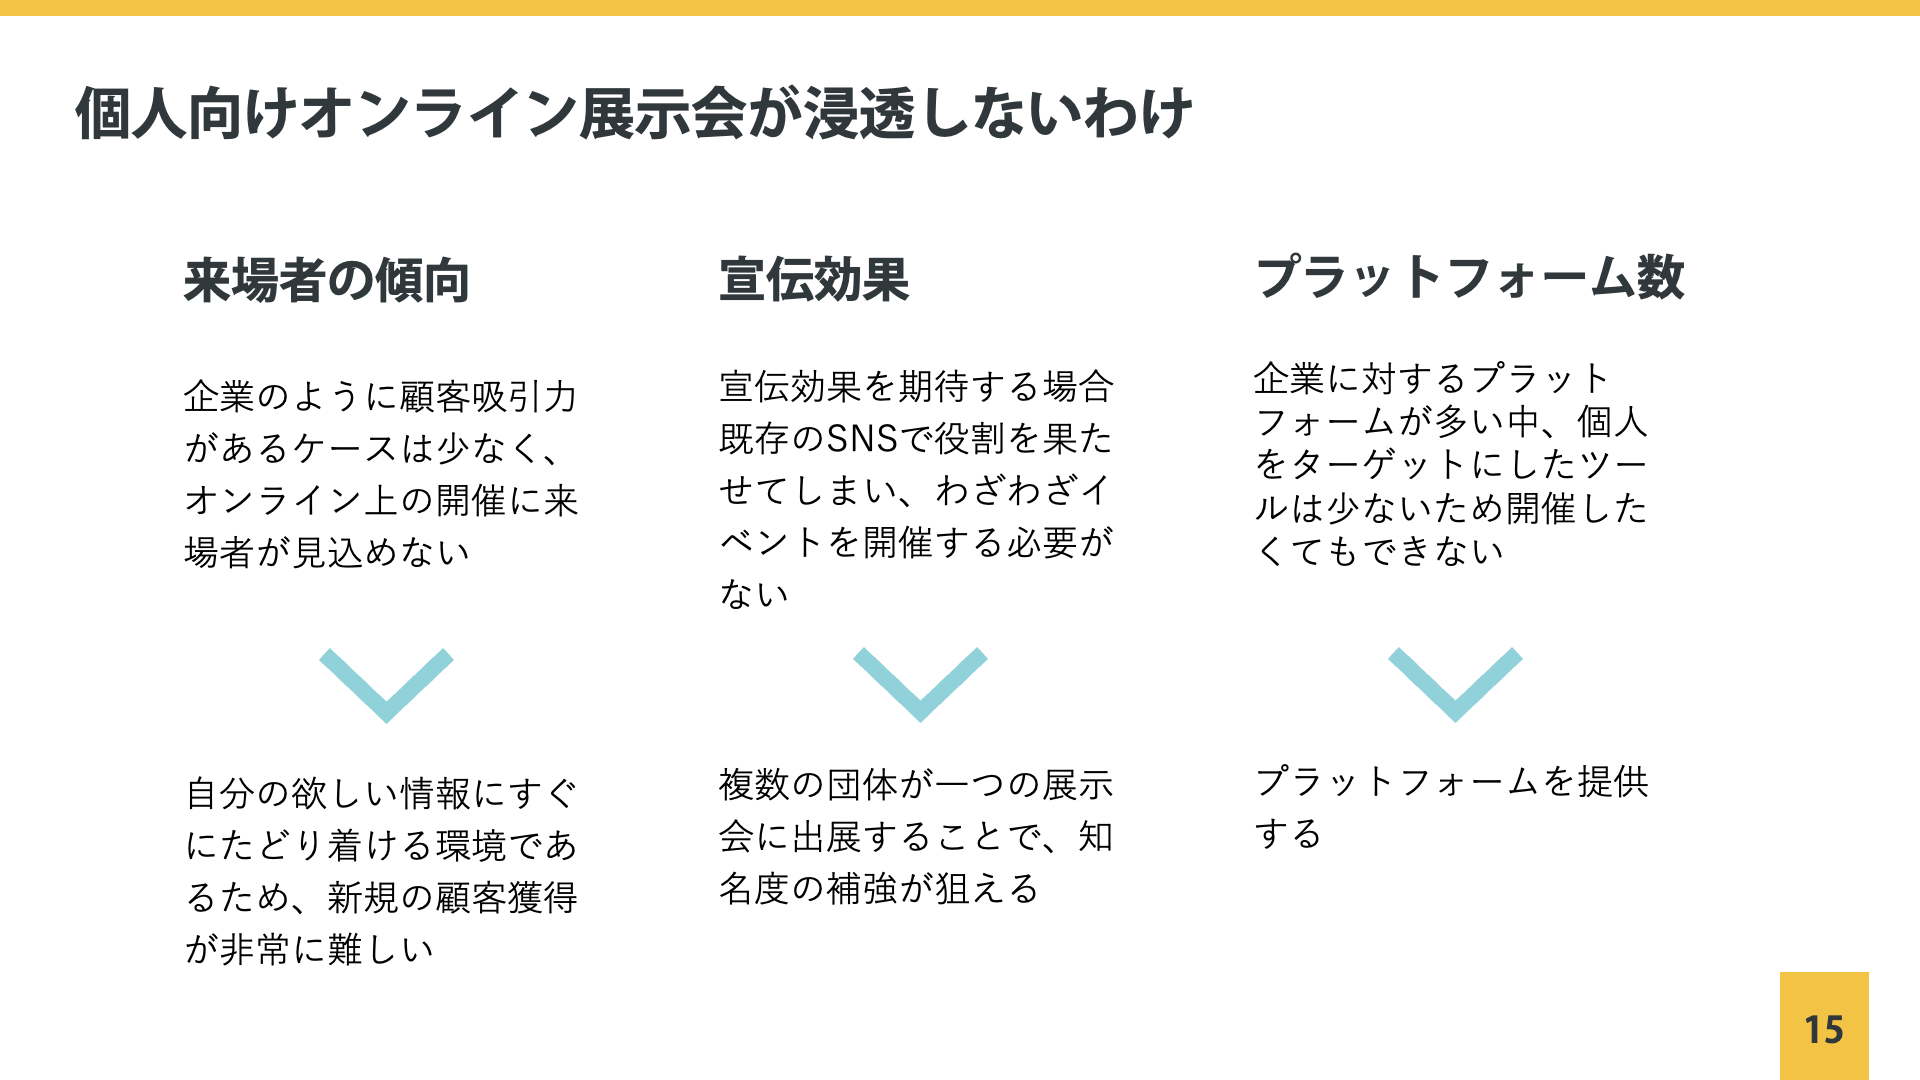 個人向けオンライン展示会が浸透しないわけ
来場者の傾向
企業のように顧客吸引力
があるケースは少なく、
オンライン上の開催に来
場者が見込めない
自分の欲しい情報にすぐ
にたどり着ける環境であ
るため、新規の顧客獲得
が非常に難しい
宣伝効果
宣伝効果を期待する場合
既存のSNSで役割を果た
せてしまい、わざわざイ
ベントを開催する必要が
ない
複数の団体が一つの展示
会に出展することで、知
名度の補強が狙える
プラットフォーム数
企業に対するプラット
フォームが多い中、個人
をターゲットにしたツー
ルは少ないため開催した
くてもできない
プラットフォームを提供
する
15